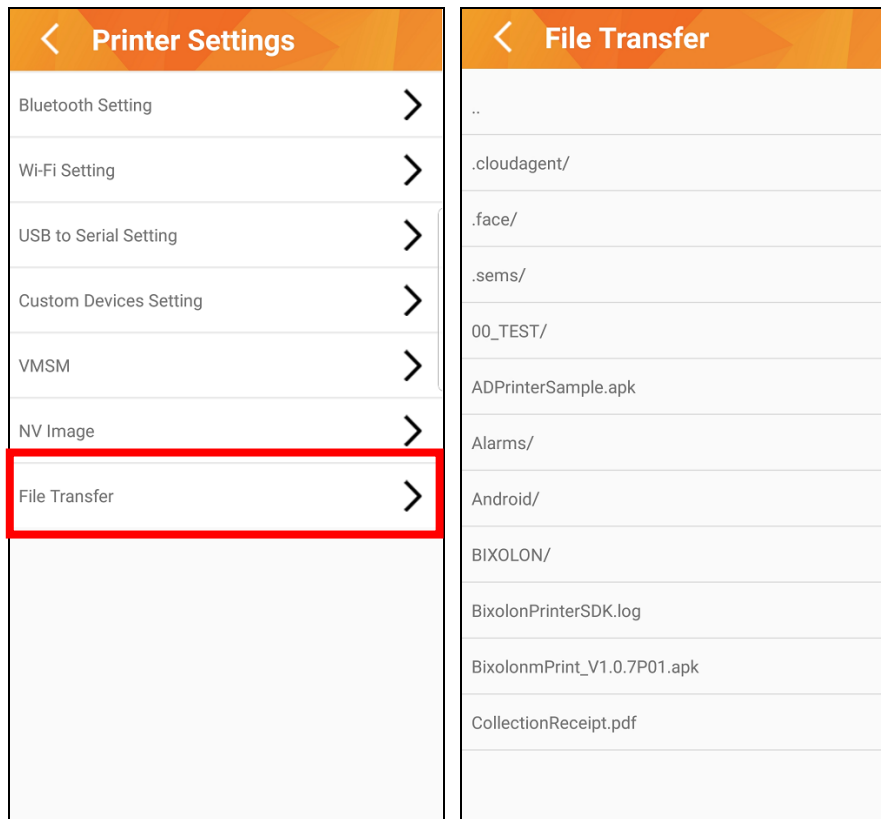 Printer Settings
Bluetooth Setting
Wi-Fi Setting
USB to Serial Setting
Custom Devices Setting
VMSM
NV Image
File Transfer
File Transfer
..
.cloudagent/
.face/
.sems/
00_TEST/
ADPrinterSample.apk
Alarms/
Android/
BIXOLON/
BixolonPrinterSDK.log
BixolonmPrint_V1.0.7P01.apk
CollectionReceipt.pdf